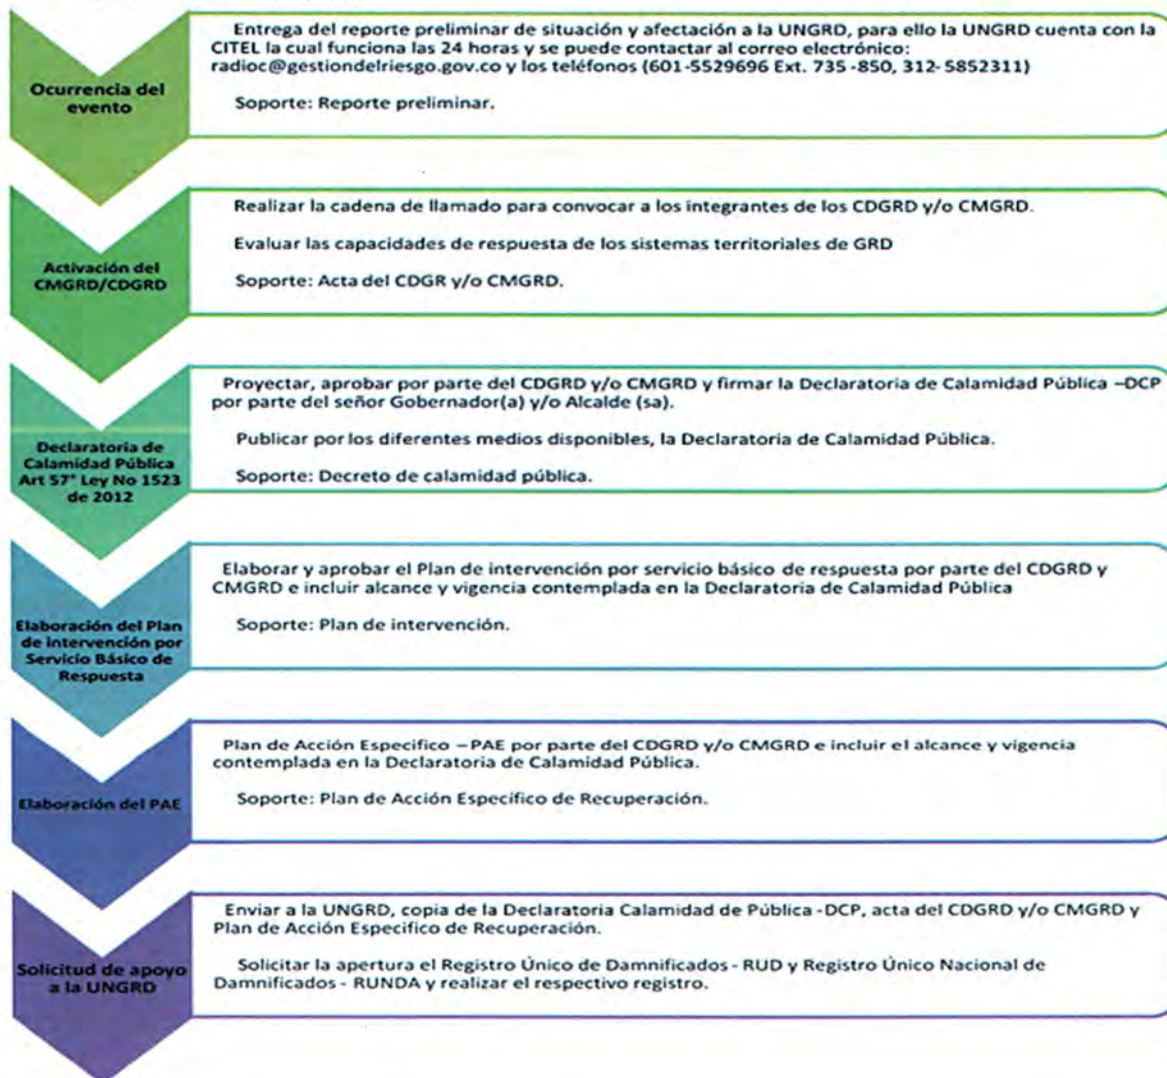 Ocurrencia del
evento
Entrega del reporte preliminar de situación y afectación a la UNGRD, para ello la UNGRD cuenta con la
CITEL la cual funciona las 24 horas y se puede contactar al correo electrónico:
radioc@gestiondelriesgo.gov.co y los teléfonos (601-5529696 Ext. 735 -850, 312- 5852311)
Soporte: Reporte preliminar.
Activación del
CMGRD/CDGRD
Realizar la cadena de llamado para convocar a los integrantes de los CDGRD y/o CMGRD.
Evaluar las capacidades de respuesta de los sistemas territoriales de GRD
Soporte: Acta del CDGR y/o CMGRD.
Declaratoria de
Calamidad Pública
Art 57° Ley No 1523
de 2012
Proyectar, aprobar por parte del CDGRD y/o CMGRD y firmar la Declaratoria de Calamidad Pública –DCP
por parte del señor Gobernador(a) y/o Alcalde (sa).
Publicar por los diferentes medios disponibles, la Declaratoria de Calamidad Pública.
Soporte: Decreto de calamidad pública.
Elaboración del Plan
de intervención por
Servicio Básico de
Respuesta
Elaborar y aprobar el Plan de intervención por servicio básico de respuesta por parte del CDGRD y
CMGRD e incluir alcance y vigencia contemplada en la Declaratoria de Calamidad Pública
Soporte: Plan de intervención.
Elaboración del PAE
Plan de Acción Especifico –PAE por parte del CDGRD y/o CMGRD e incluir el alcance y vigencia
contemplada en la Declaratoria de Calamidad Pública.
Soporte: Plan de Acción Especifico de Recuperación.
Solicitud de apoyo
a la UNGRD
Enviar a la UNGRD, copia de la Declaratoria Calamidad de Pública -DCP, acta del CDGRD y/o CMGRD y
Plan de Acción Especifico de Recuperación.
Solicitar la apertura el Registro Único de Damnificados - RUD y Registro Único Nacional de
Damnificados - RUNDA y realizar el respectivo registro.